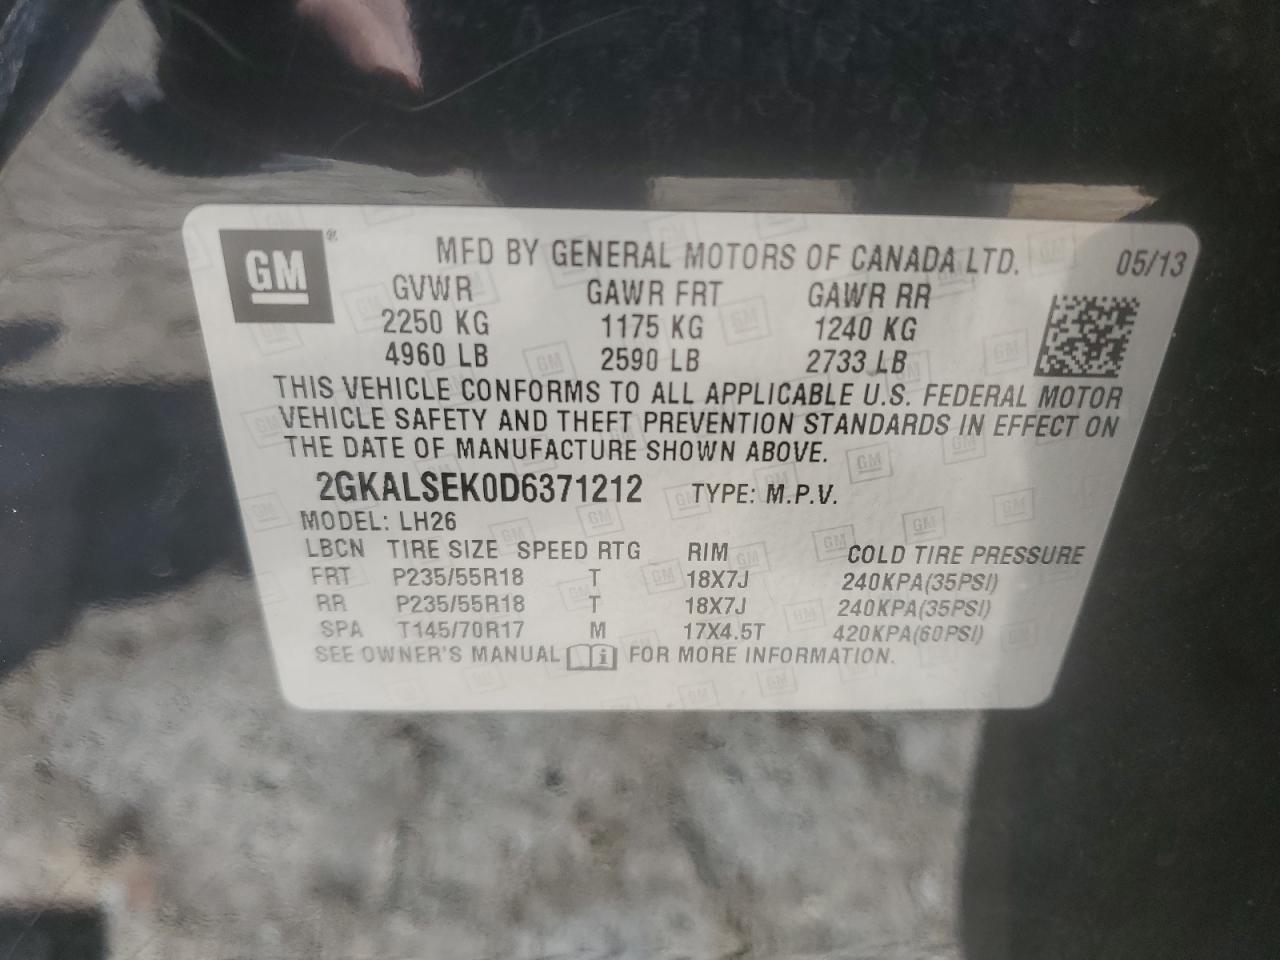 GM®
MFD BY GENERAL MOTORS OF CANADA LTD. 05/13
GVWR GAWR FRT GAWR RR
2250 KG 1175 KG 1240 KG
4960 LB 2590 LB 2733 LB
THIS VEHICLE CONFORMS TO ALL APPLICABLE U.S. FEDERAL MOTOR
VEHICLE SAFETY AND THEFT PREVENTION STANDARDS IN EFFECT ON
THE DATE OF MANUFACTURE SHOWN ABOVE.
2GKALSEK0D6371212 TYPE: M.P.V.
MODEL: LH26
LBCN TIRE SIZE SPEED RTG RIM COLD TIRE PRESSURE
FRT P235/55R18 T 18X7J 240KPA(35PSI)
RR P235/55R18 T 18X7J 240KPA(35PSI)
SPA T145/70R17 M 17X4.5T 420KPA(60PSI)
SEE OWNER'S MANUAL FOR MORE INFORMATION.